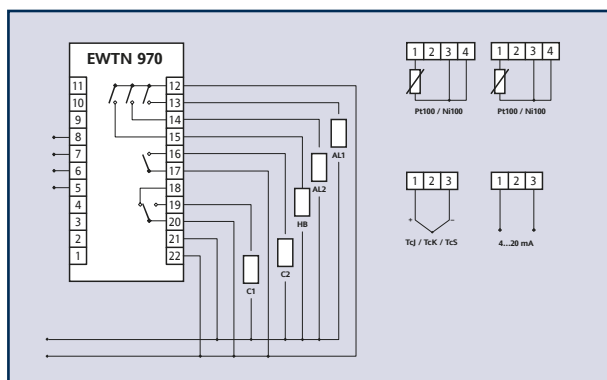 EWTN 970
11 12
10 13
9 14
8 15
7 16
6 17
5 18
4 19
3 20
2 21
1 22
AL1
AL2
HB
C2
C1
1 2 3 4
Pt100 / Ni100
1 2 3 4
Pt100 / Ni100
1 2 3
+ –
TcJ / TcK / TcS
1 2 3
4...20 mA